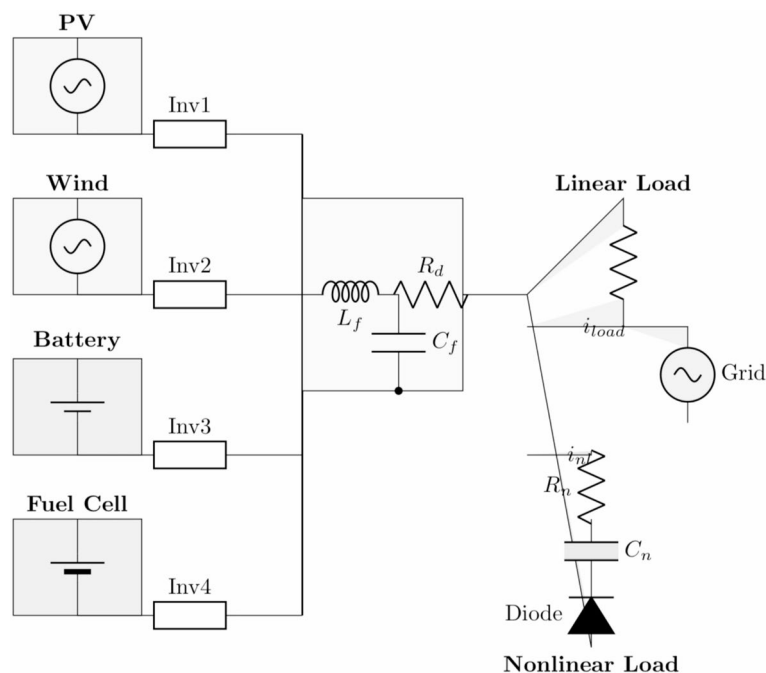 PV
Inv1
Wind
Linear Load
Inv2
R_d
L_f
i_load
Battery
C_f
Grid
Inv3
i_nl
R_n
Fuel Cell
C_n
Inv4
Diode
Nonlinear Load